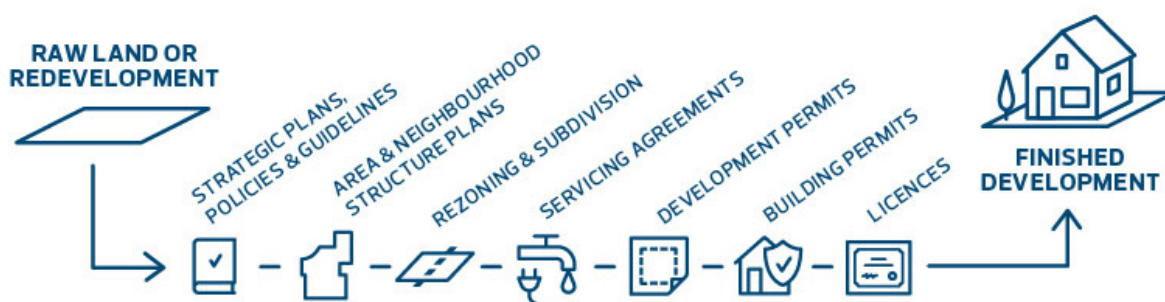 RAW LAND OR
REDEVELOPMENT
STRATEGIC PLANS,
POLICIES & GUIDELINES
AREA & NEIGHBOURHOOD
STRUCTURE PLANS
REZONING & SUBDIVISION
SERVICING AGREEMENTS
DEVELOPMENT PERMITS
BUILDING PERMITS
LICENCES
FINISHED
DEVELOPMENT